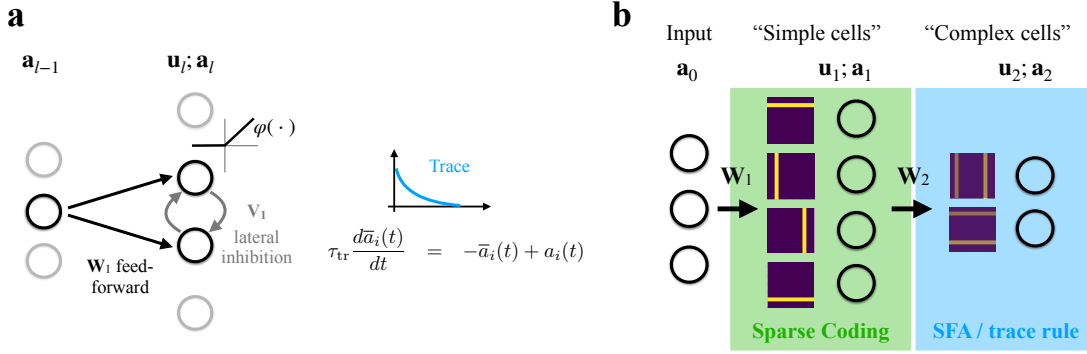 a
a_{l−1}
u_l; a_l
φ(·)
V_1
lateral
inhibition
W_1 feed-
forward
Trace
τ_tr dā_i(t)/dt = −ā_i(t) + a_i(t)
b
Input
"Simple cells"
"Complex cells"
a_0
u_1; a_1
u_2; a_2
W_1
W_2
Sparse Coding
SFA / trace rule